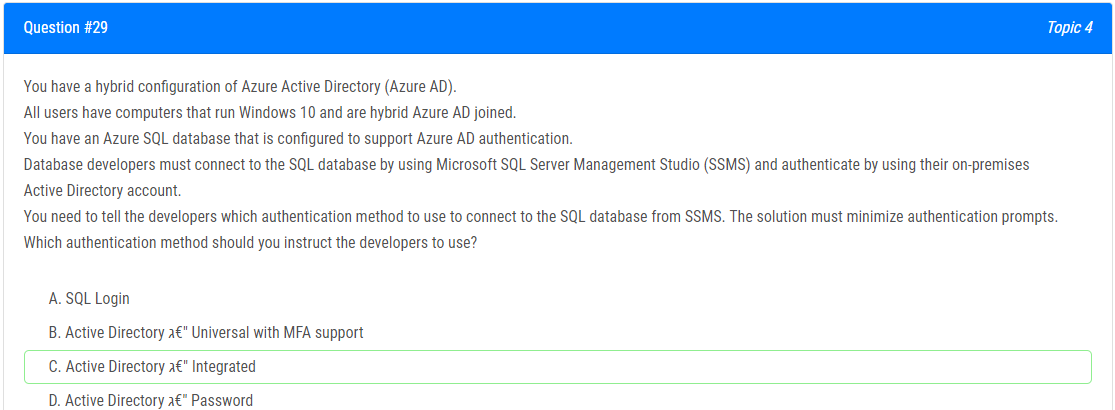 Question #29
Topic 4
You have a hybrid configuration of Azure Active Directory (Azure AD).
All users have computers that run Windows 10 and are hybrid Azure AD joined.
You have an Azure SQL database that is configured to support Azure AD authentication.
Database developers must connect to the SQL database by using Microsoft SQL Server Management Studio (SSMS) and authenticate by using their on-premises
Active Directory account.
You need to tell the developers which authentication method to use to connect to the SQL database from SSMS. The solution must minimize authentication prompts.
Which authentication method should you instruct the developers to use?
A. SQL Login
B. Active Directory ג€" Universal with MFA support
C. Active Directory ג€" Integrated
D. Active Directory ג€" Password